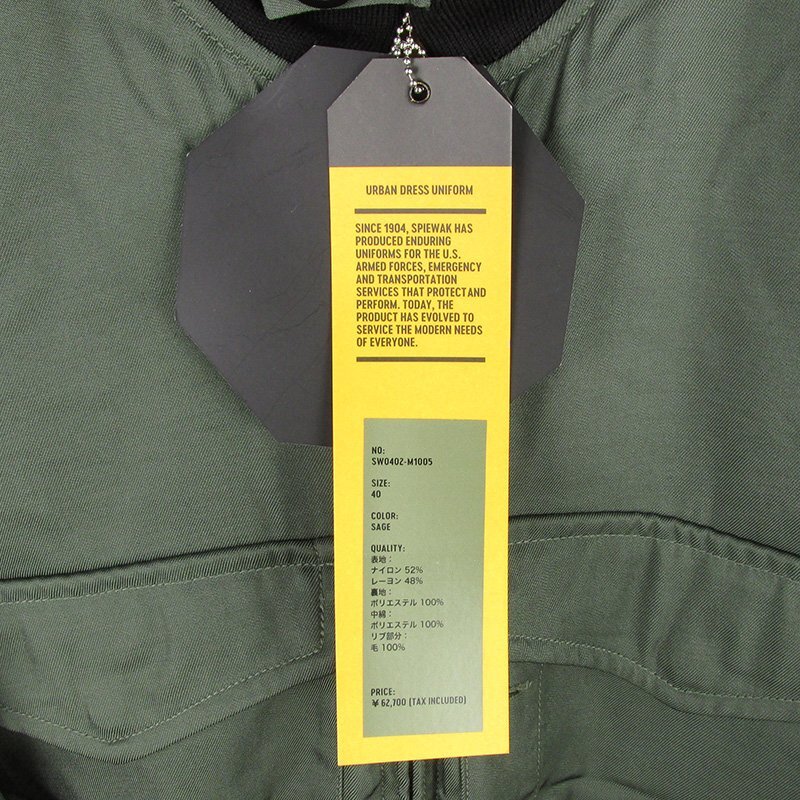 URBAN DRESS UNIFORM
SINCE 1904, SPIEWAK HAS
PRODUCED ENDURING
UNIFORMS FOR THE U.S.
ARMED FORCES, EMERGENCY
AND TRANSPORTATION
SERVICES THAT PROTECT AND
PERFORM. TODAY, THE
PRODUCT HAS EVOLVED TO
SERVICE THE MODERN NEEDS
OF EVERYONE.
NO:
SW0402-M1005
SIZE:
40
COLOR:
SAGE
QUALITY:
表地：
ナイロン 52%
レーヨン 48%
裏地：
ポリエステル 100%
中綿：
ポリエステル 100%
リブ部分：
毛 100%
PRICE:
¥ 62,700 (TAX INCLUDED)